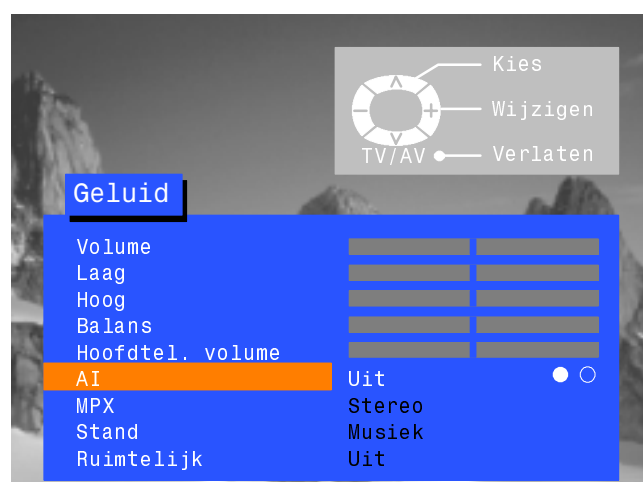 Kies
Wijzigen
TV/AV Verlaten
Geluid
Volume
Laag
Hoog
Balans
Hoofdtel. volume
AI Uit
MPX Stereo
Stand Musiek
Ruimtelijk Uit